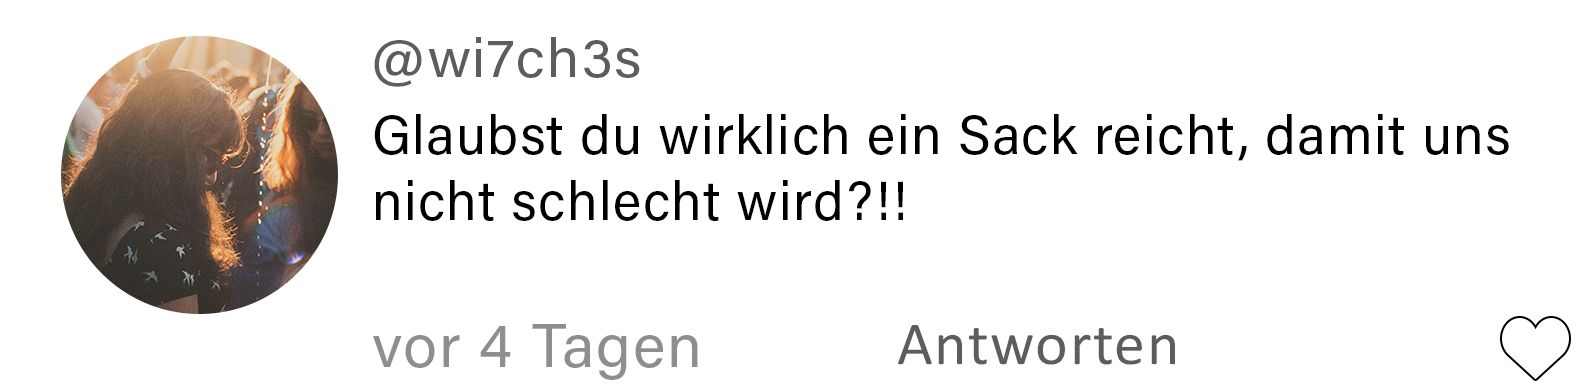 @wi7ch3s
Glaubst du wirklich ein Sack reicht, damit uns
nicht schlecht wird?!!
vor 4 Tagen
Antworten